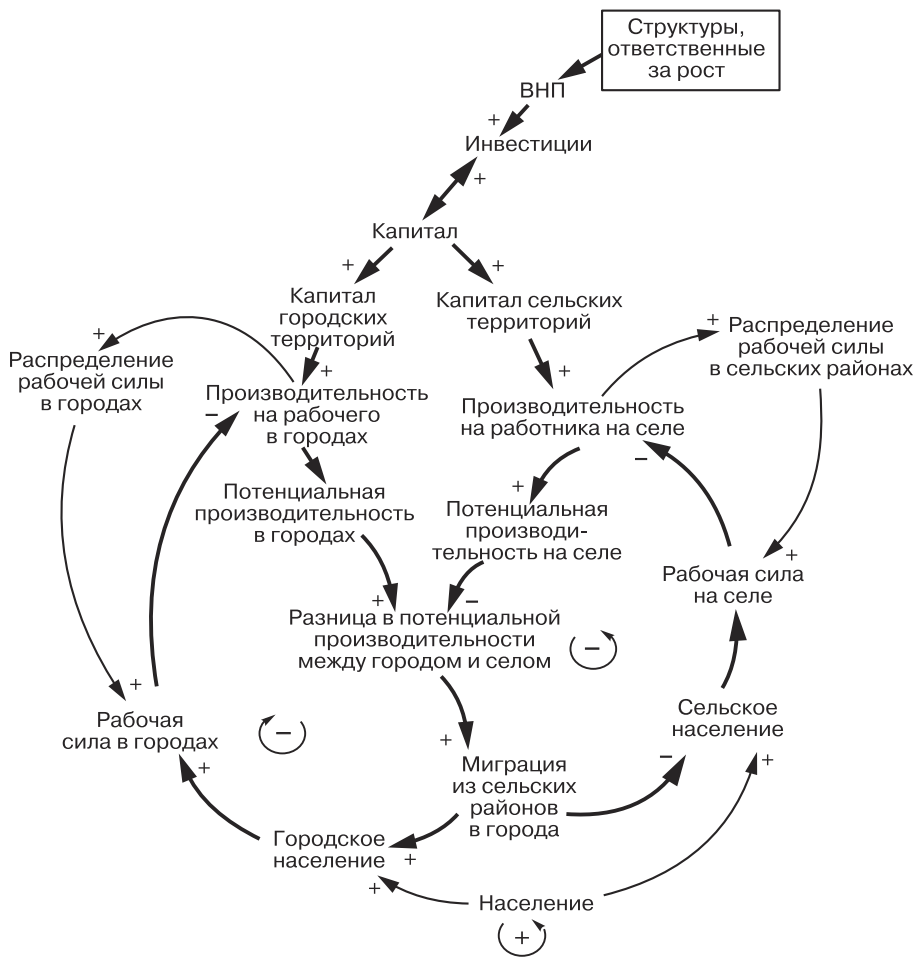 Структуры,
ответственные
за рост
ВНП
+
Инвестиции
+
Капитал
+
+
Капитал
городских
территорий
Капитал сельских
территорий
+
+
Распределение
рабочей силы
в городах
Распределение
рабочей силы
в сельских районах
+
+
–
Производительность
на рабочего
в городах
Производительность
на работника на селе
–
+
Потенциальная
производительность
в городах
Потенциальная
производи-
тельность на селе
+
Рабочая сила
на селе
+
–
Разница в потенциальной
производительности
между городом и селом
–
+
Рабочая
сила в городах
–
Сельское
население
+
+
–
+
Миграция
из сельских
районов
в города
Городское
население
+
+
Население
+